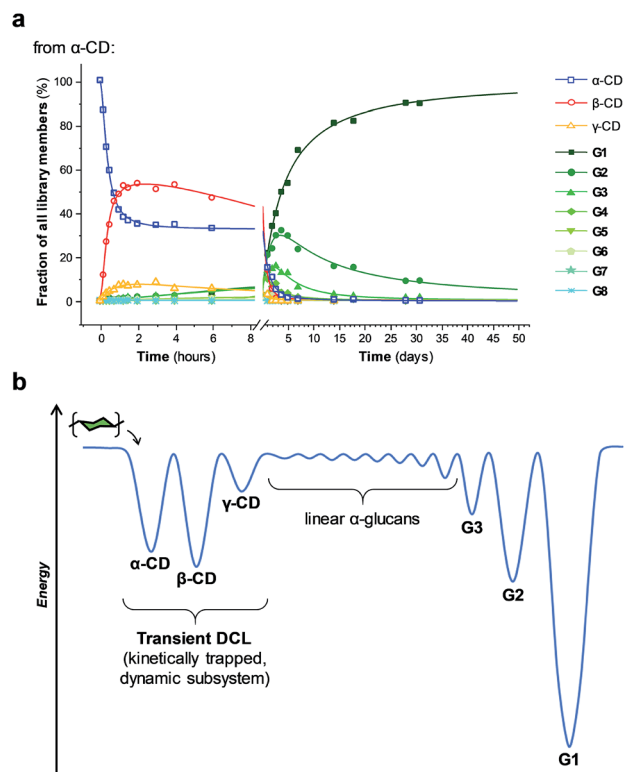 a
from α-CD:
Fraction of all library members (%)
100
80
60
40
20
0
0 2 4 6 8
5 10 15 20 25 30 35 40 45 50
Time (hours)
Time (days)
α-CD
β-CD
γ-CD
G1
G2
G3
G4
G5
G6
G7
G8
b
Energy
α-CD
β-CD
γ-CD
linear α-glucans
G3
G2
G1
Transient DCL
(kinetically trapped,
dynamic subsystem)